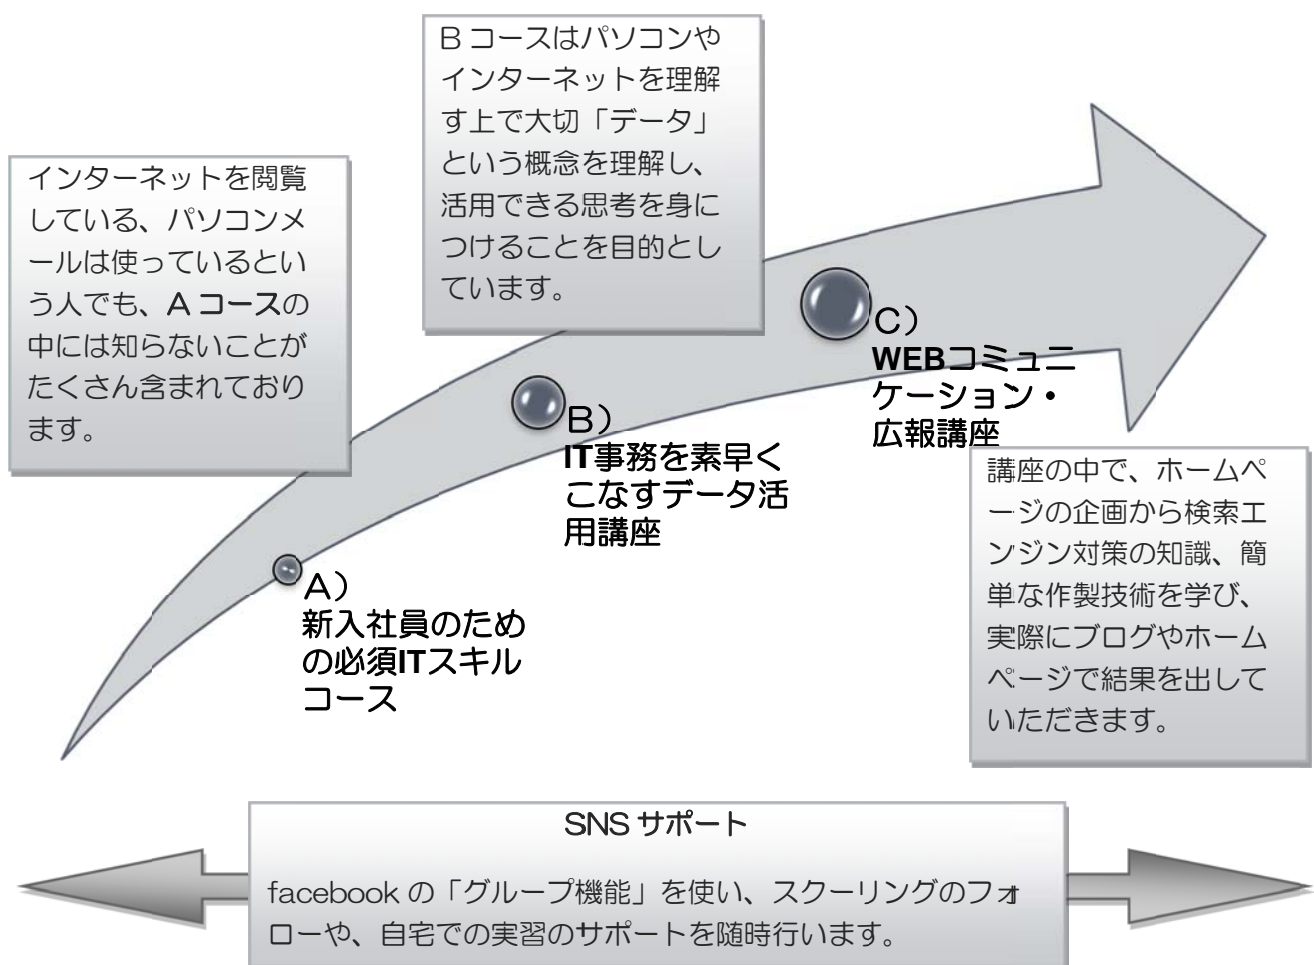 B コースはパソコンや
インターネットを理解
す上で大切「データ」
という概念を理解し、
活用できる思考を身に
つけることを目的とし
ています。
インターネットを閲覧
している、パソコンメ
ールは使っているとい
う人でも、A コースの
中には知らないことが
たくさん含まれており
ます。
C）
WEBコミュニ
ケーション・
広報講座
B）
IT事務を素早く
こなすデータ活
用講座
講座の中で、ホームペ
ージの企画から検索エ
ンジン対策の知識、簡
単な作製技術を学び、
実際にブログやホーム
ページで結果を出して
いただきます。
A）
新入社員のため
の必須ITスキル
コース
SNS サポート
facebook の「グループ機能」を使い、スクーリングのフォ
ローや、自宅での実習のサポートを随時行います。